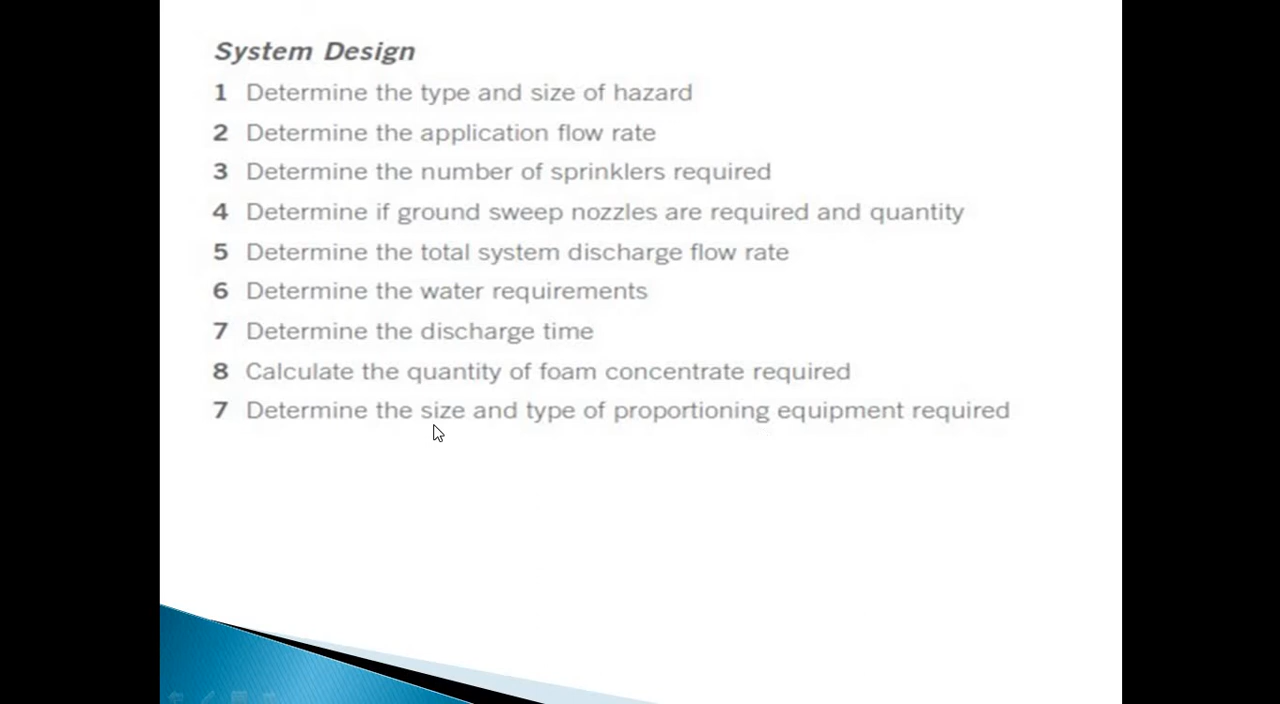 System Design
1 Determine the type and size of hazard
2 Determine the application flow rate
3 Determine the number of sprinklers required
4 Determine if ground sweep nozzles are required and quantity
5 Determine the total system discharge flow rate
6 Determine the water requirements
7 Determine the discharge time
8 Calculate the quantity of foam concentrate required
7 Determine the size and type of proportioning equipment required